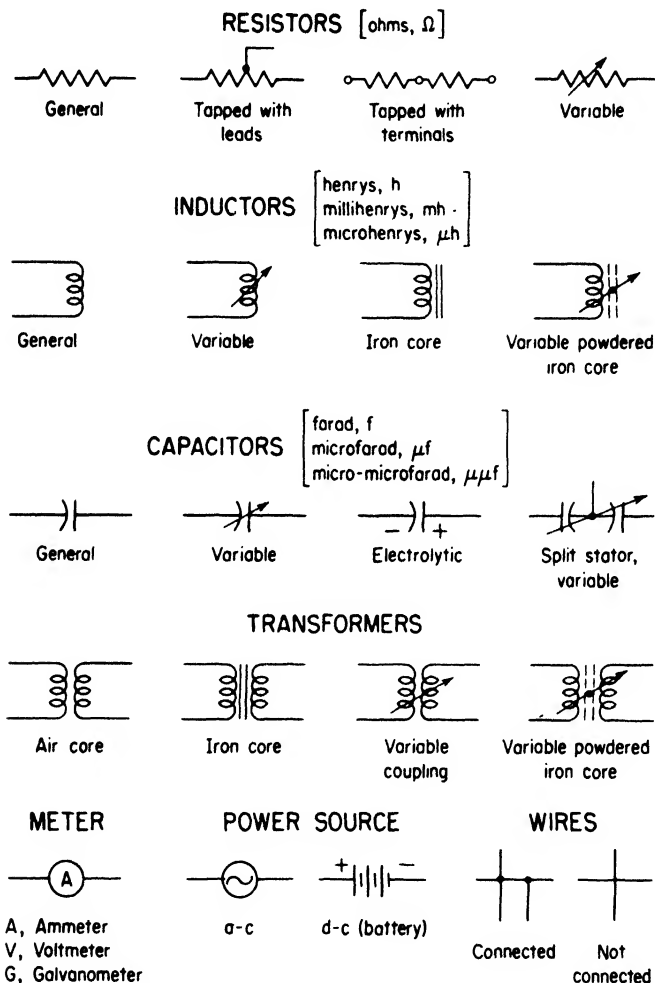 RESISTORS [ohms, Ω]
General
Tapped with leads
Tapped with terminals
Variable
INDUCTORS
henrys, h
millihenrys, mh
microhenrys, μh
General
Variable
Iron core
Variable powdered iron core
CAPACITORS
farad, f
microfarad, μf
micro-microfarad, μμf
General
Variable
− +
Electrolytic
Split stator, variable
TRANSFORMERS
Air core
Iron core
Variable coupling
Variable powdered iron core
METER
A
A, Ammeter
V, Voltmeter
G, Galvanometer
POWER SOURCE
a-c
+ −
d-c (battery)
WIRES
Connected
Not connected